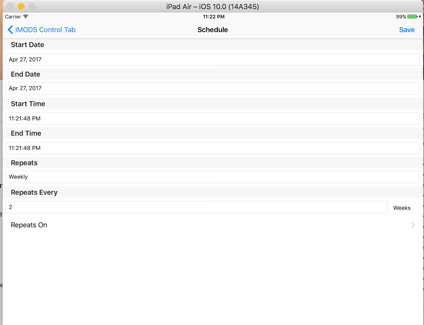 iPad Air – iOS 10.0 (14A345)
Carrier 11:22 PM 99%
IMODS Control Tab Schedule Save
Start Date
Apr 27, 2017
End Date
Apr 27, 2017
Start Time
11:21:48 PM
End Time
11:21:48 PM
Repeats
Weekly
Repeats Every
2 Weeks
Repeats On